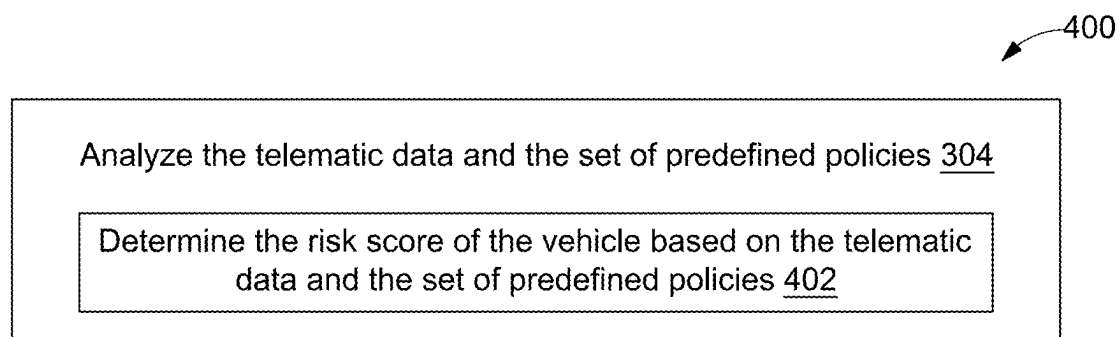 400
Analyze the telematic data and the set of predefined policies 304
Determine the risk score of the vehicle based on the telematic
data and the set of predefined policies 402